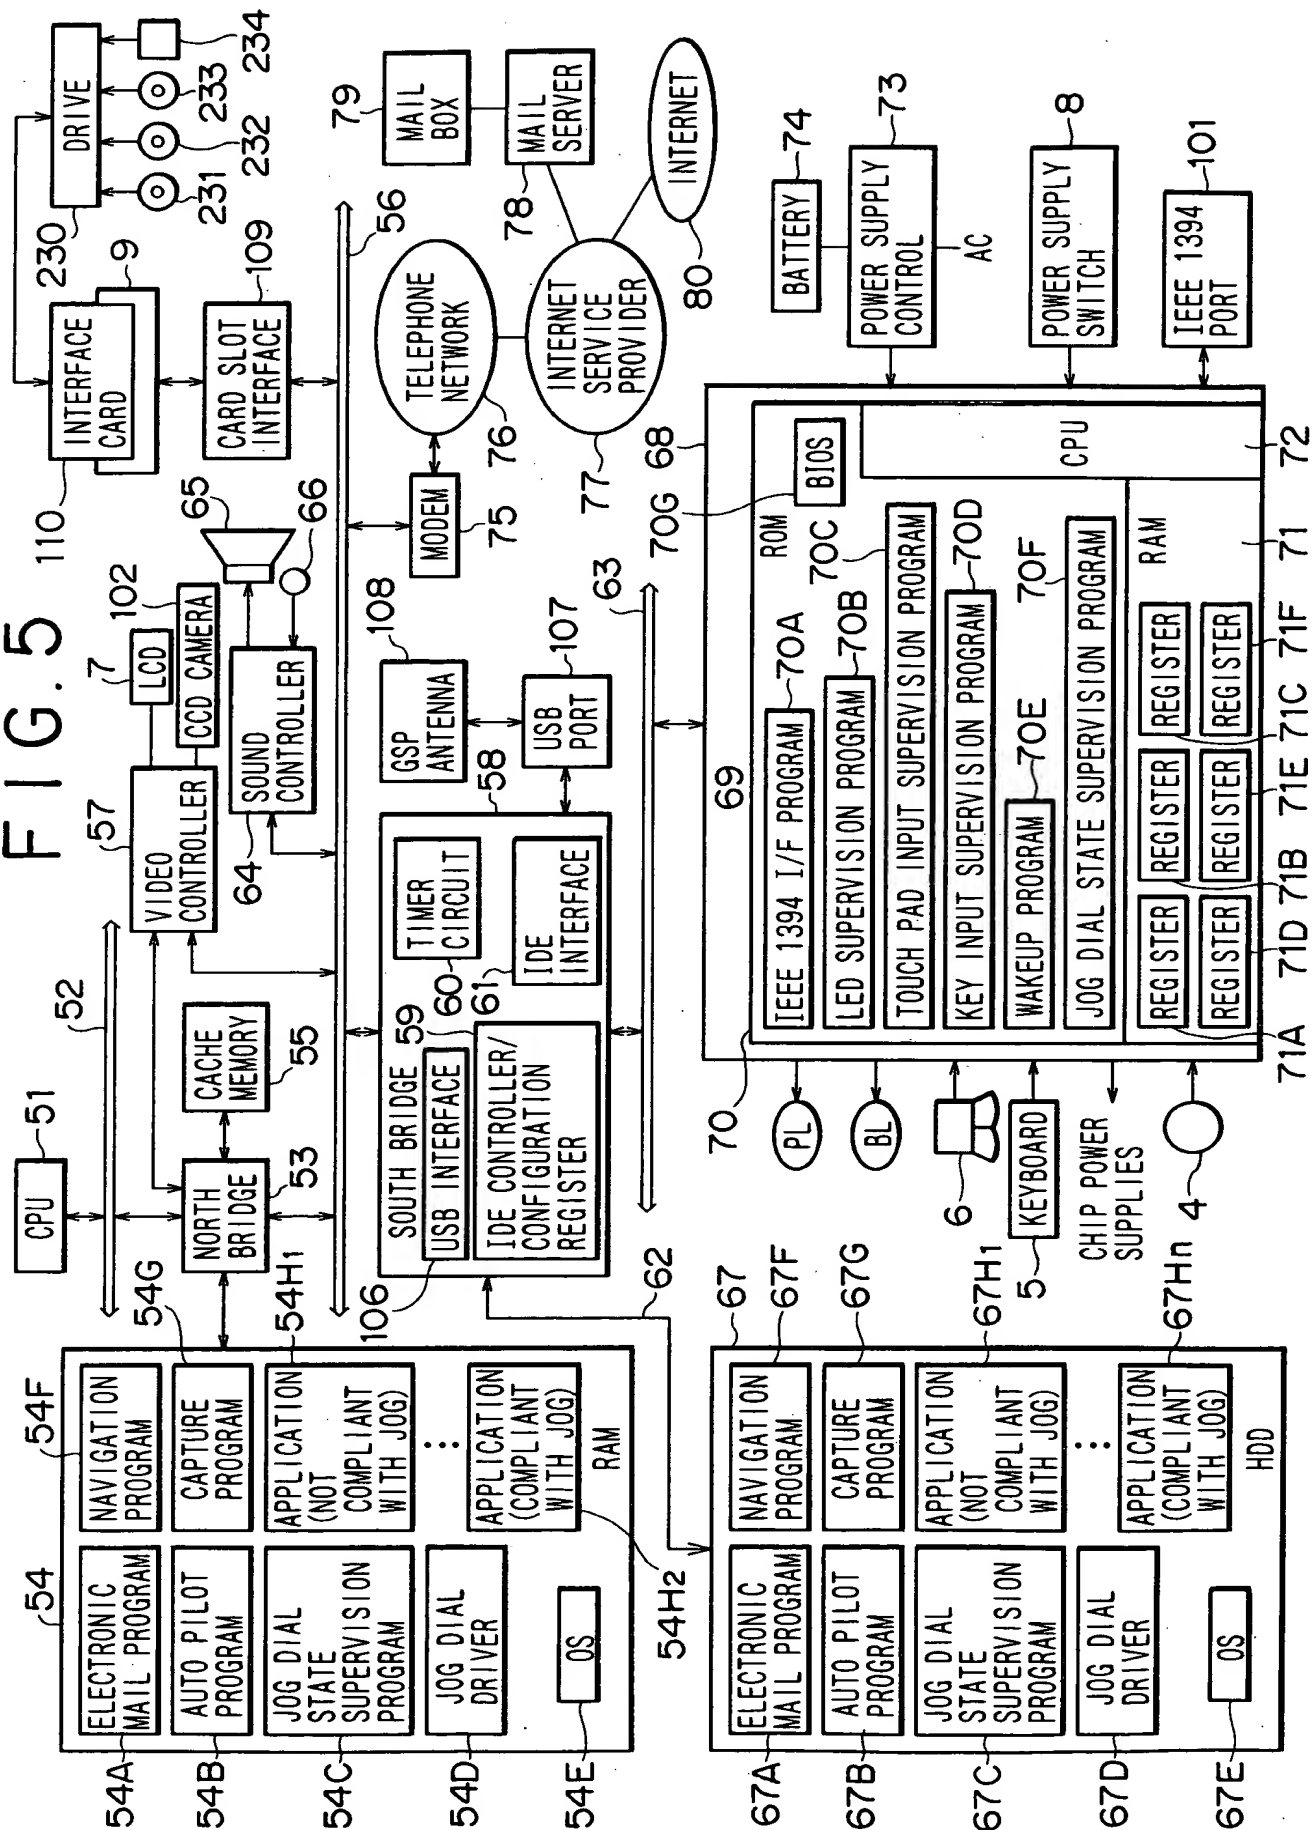 FIG. 5
54
54F
54A
ELECTRONIC
MAIL PROGRAM
NAVIGATION
PROGRAM
54G
54B
AUTO PILOT
PROGRAM
CAPTURE
PROGRAM
54H1
54C
JOG DIAL
STATE
SUPERVISION
PROGRAM
APPLICATION
(NOT
COMPLIANT
WITH JOG)
54D
JOG DIAL
DRIVER
APPLICATION
(COMPLIANT
WITH JOG)
54H2
54E
OS
RAM
CPU
51
52
NORTH
BRIDGE
53
CACHE
MEMORY
55
57
VIDEO
CONTROLLER
7
LCD
102
CCD CAMERA
64
SOUND
CONTROLLER
65
66
110
INTERFACE
CARD
9
CARD SLOT
INTERFACE
109
230
DRIVE
231
232
233
234
56
106
SOUTH BRIDGE
58
USB INTERFACE
59
IDE CONTROLLER/
CONFIGURATION
REGISTER
60
TIMER
CIRCUIT
61
IDE
INTERFACE
108
GSP
ANTENNA
107
USB
PORT
MODEM
75
TELEPHONE
NETWORK
76
INTERNET
SERVICE
PROVIDER
77
79
MAIL
BOX
MAIL
SERVER
78
INTERNET
80
62
63
67
67A
ELECTRONIC
MAIL PROGRAM
NAVIGATION
PROGRAM
67F
67B
AUTO PILOT
PROGRAM
CAPTURE
PROGRAM
67G
67C
JOG DIAL
STATE
SUPERVISION
PROGRAM
APPLICATION
(NOT
COMPLIANT
WITH JOG)
67H1
67D
JOG DIAL
DRIVER
APPLICATION
(COMPLIANT
WITH JOG)
67Hn
67E
OS
HDD
PL
BL
6
5
KEYBOARD
CHIP POWER
SUPPLIES
4
68
69
70
ROM
IEEE 1394 I/F PROGRAM
70A
LED SUPERVISION PROGRAM
70B
TOUCH PAD INPUT SUPERVISION PROGRAM
70C
KEY INPUT SUPERVISION PROGRAM
70D
WAKEUP PROGRAM
70E
JOG DIAL STATE SUPERVISION PROGRAM
70F
70G
BIOS
CPU
72
RAM
71
REGISTER
REGISTER
REGISTER
REGISTER
REGISTER
REGISTER
71A
71D
71B
71E
71C
71F
BATTERY
74
POWER SUPPLY
CONTROL
73
AC
POWER SUPPLY
SWITCH
8
IEEE 1394
PORT
101